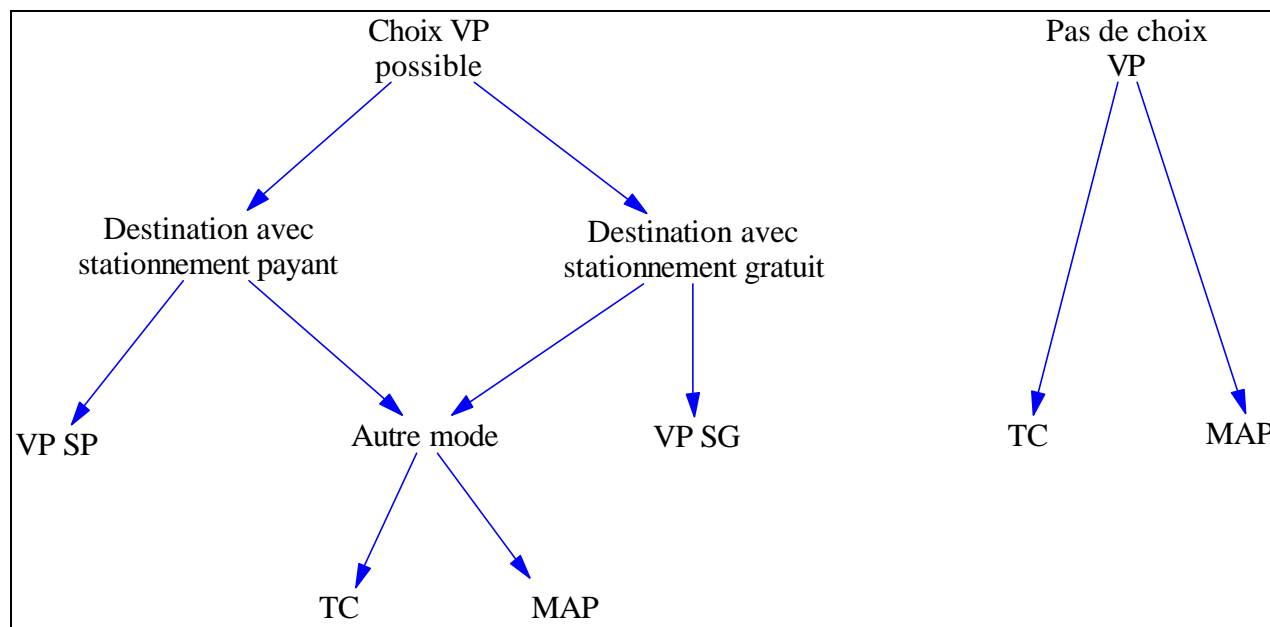 Choix VP
possible
Pas de choix
VP
Destination avec
stationnement payant
Destination avec
stationnement gratuit
VP SP
Autre mode
VP SG
TC
MAP
TC
MAP